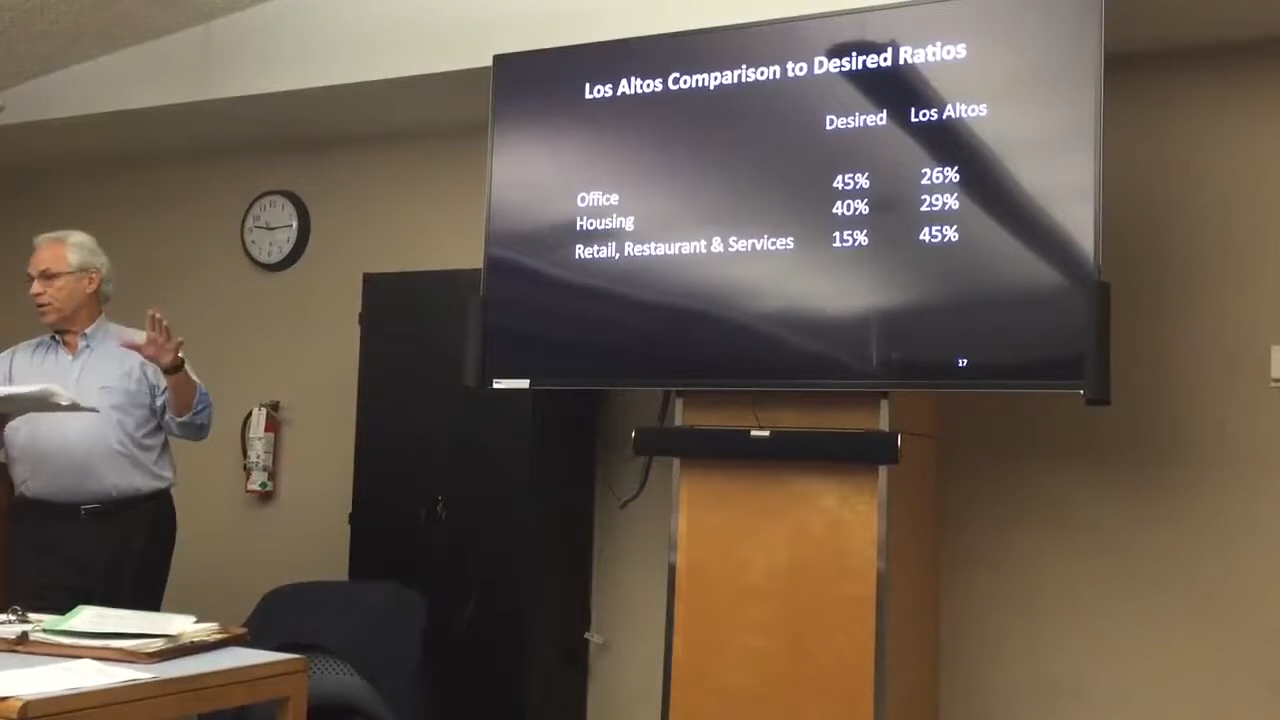 Los Altos Comparison to Desired Ratios
Desired Los Altos
Office 45% 26%
Housing 40% 29%
Retail, Restaurant & Services 15% 45%
17